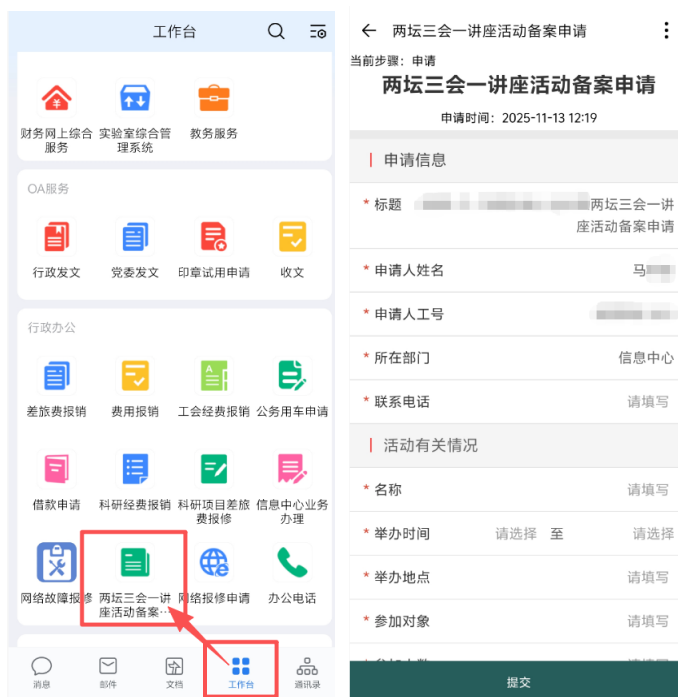 工作台
财务网上综合
服务
实验室综合管
理系统
教务服务
OA服务
行政发文
党委发文
印章试用申请
收文
行政办公
差旅费报销
费用报销
工会经费报销
公务用车申请
借款申请
科研经费报销
科研项目差旅
费报修
信息中心业务
办理
网络故障报修
两坛三会一讲
座活动备案…
网络报修申请
办公电话
消息
邮件
文档
工作台
通讯录
两坛三会一讲座活动备案申请
当前步骤：申请
两坛三会一讲座活动备案申请
申请时间：2025-11-13 12:19
申请信息
* 标题 两坛三会一讲
座活动备案申请
* 申请人姓名 马
* 申请人工号
* 所在部门 信息中心
* 联系电话 请填写
活动有关情况
* 名称 请填写
* 举办时间 请选择 至 请选择
* 举办地点 请填写
* 参加对象 请填写
提交